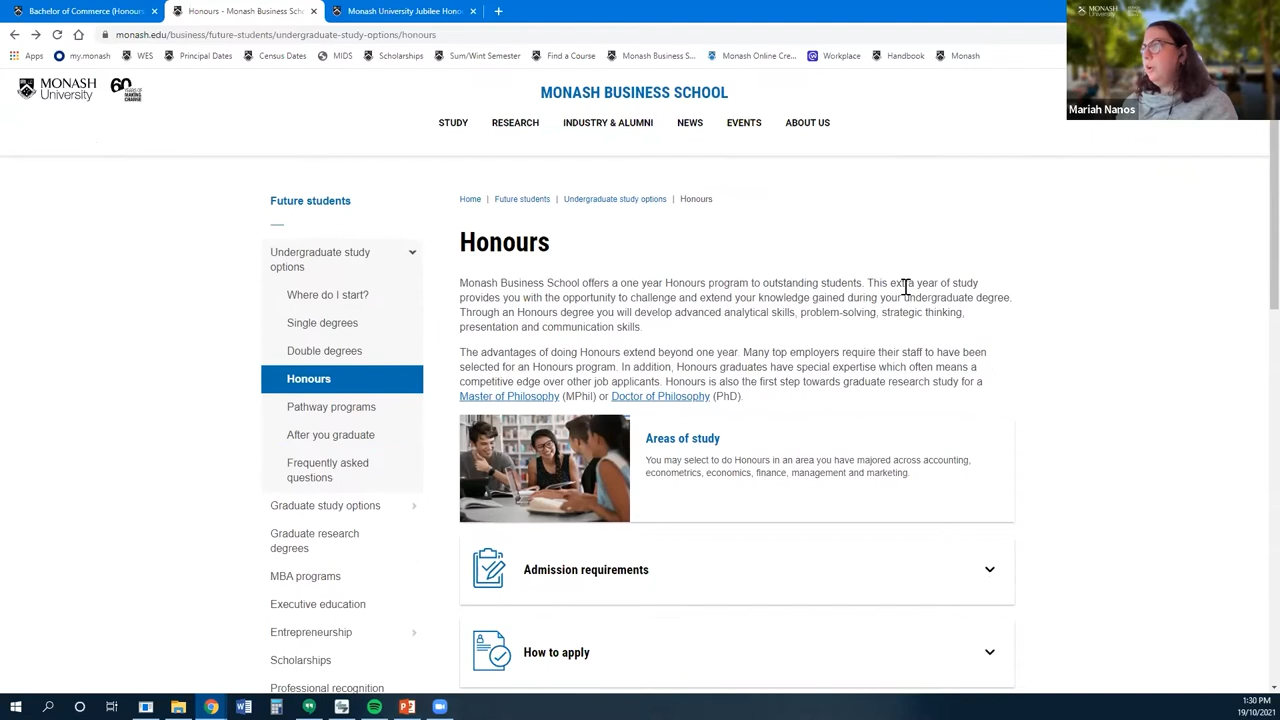 Bachelor of Commerce (Honours
Honours - Monash Business Scho
Monash University Jubilee Hono
monash.edu/business/future-students/undergraduate-study-options/honours
Apps
my.monash
WES
Principal Dates
Census Dates
MIDS
Scholarships
Sum/Wint Semester
Find a Course
Monash Business S...
Monash Online Cre...
Workplace
Handbook
Monash
MONASH
University
Mariah Nanos
MONASH
University
60
YEARS OF
MAKING
CHANGE
MONASH BUSINESS SCHOOL
STUDY
RESEARCH
INDUSTRY & ALUMNI
NEWS
EVENTS
ABOUT US
Future students
Undergraduate study
options
Where do I start?
Single degrees
Double degrees
Honours
Pathway programs
After you graduate
Frequently asked
questions
Graduate study options
Graduate research
degrees
MBA programs
Executive education
Entrepreneurship
Scholarships
Professional recognition
Home | Future students | Undergraduate study options | Honours
Honours
Monash Business School offers a one year Honours program to outstanding students. This extra year of study
provides you with the opportunity to challenge and extend your knowledge gained during your undergraduate degree.
Through an Honours degree you will develop advanced analytical skills, problem-solving, strategic thinking,
presentation and communication skills.
The advantages of doing Honours extend beyond one year. Many top employers require their staff to have been
selected for an Honours program. In addition, Honours graduates have special expertise which often means a
competitive edge over other job applicants. Honours is also the first step towards graduate research study for a
Master of Philosophy (MPhil) or Doctor of Philosophy (PhD).
Areas of study
You may select to do Honours in an area you have majored across accounting,
econometrics, economics, finance, management and marketing.
Admission requirements
How to apply
1:30 PM
19/10/2021